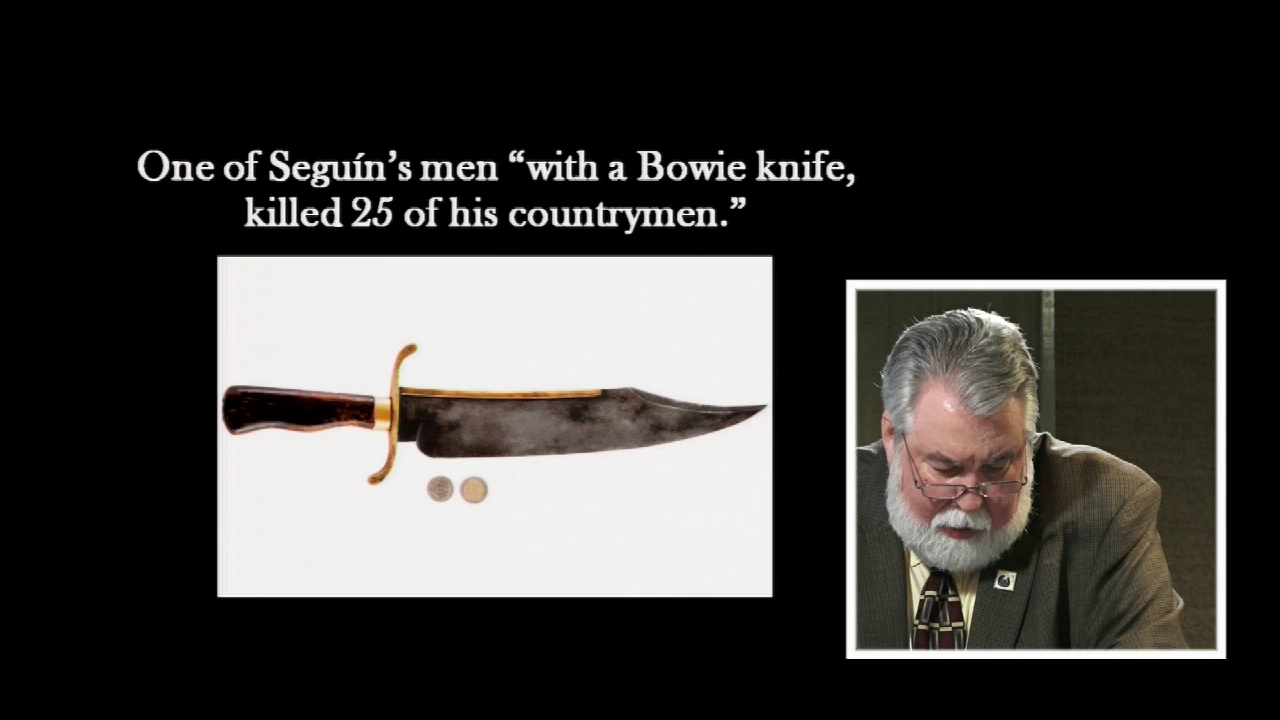 One of Seguín’s men “with a Bowie knife,
killed 25 of his countrymen.”